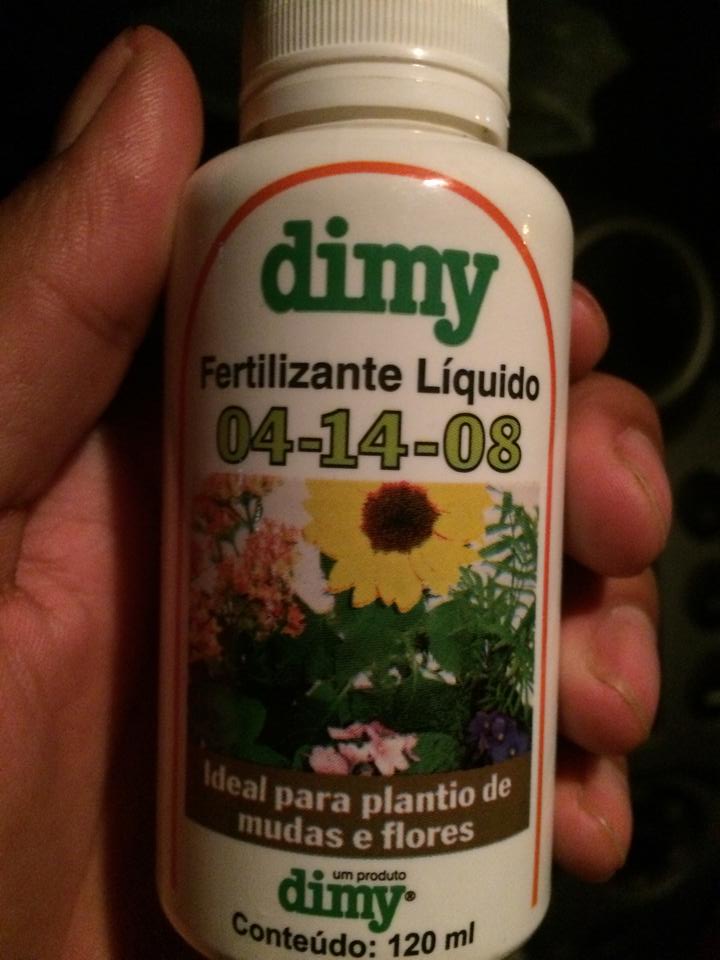 dimy
Fertilizante Líquido
04-14-08
Ideal para plantio de
mudas e flores
um produto
dimy®
Conteúdo: 120 ml